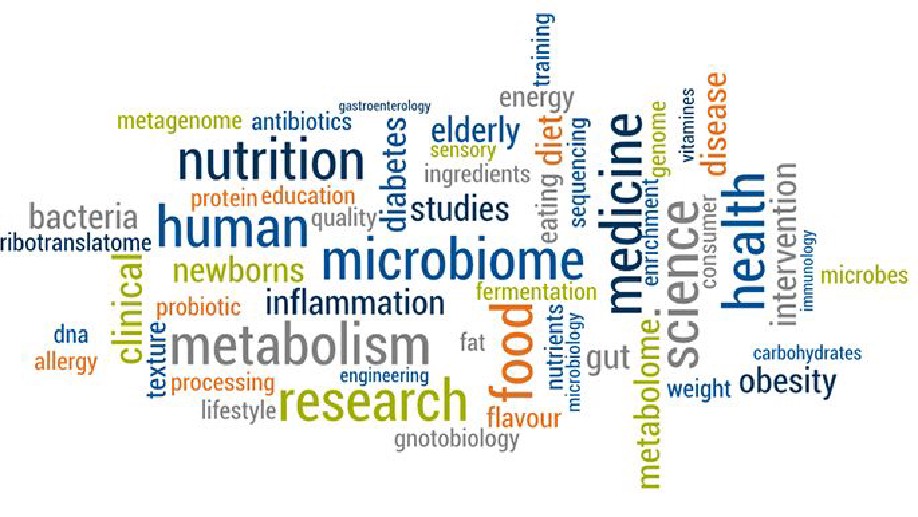 training
energy
disease
gastroenterology
metagenome
antibiotics
diabetes
elderly
diet
sequencing
medicine
genome
vitamines
nutrition
sensory
ingredients
eating
protein
education
quality
studies
enrichment
science
consumer
health
intervention
bacteria
human
ribotranslatome
microbiome
immunology
clinical
newborns
fermentation
microbes
probiotic
inflammation
food
nutrients
microbiology
metabolome
dna
texture
metabolism
fat
gut
carbohydrates
allergy
processing
engineering
weight
obesity
lifestyle
research
flavour
gnotobiology